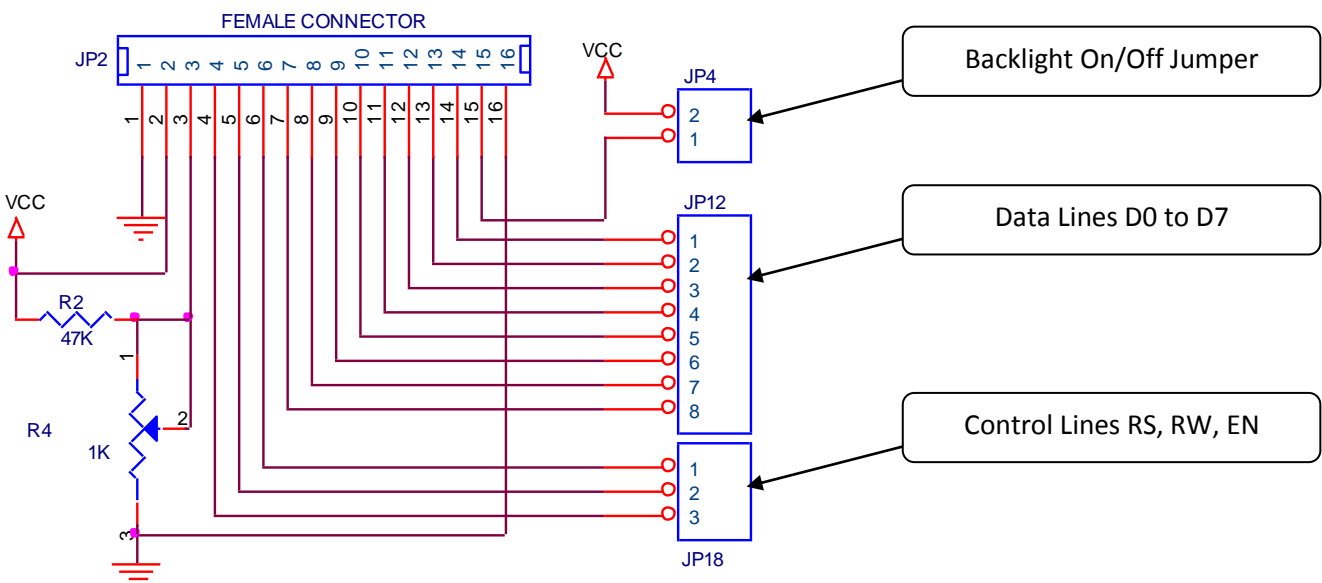 FEMALE CONNECTOR
JP2
1 2 3 4 5 6 7 8 9 10 11 12 13 14 15 16
1 2 3 4 5 6 7 8 9 10 11 12 13 14 15 16
VCC
JP4
2
1
Backlight On/Off Jumper
VCC
JP12
1
2
3
4
5
6
7
8
Data Lines D0 to D7
R2
47K
1
2
R4
1K
3
Control Lines RS, RW, EN
1
2
3
JP18